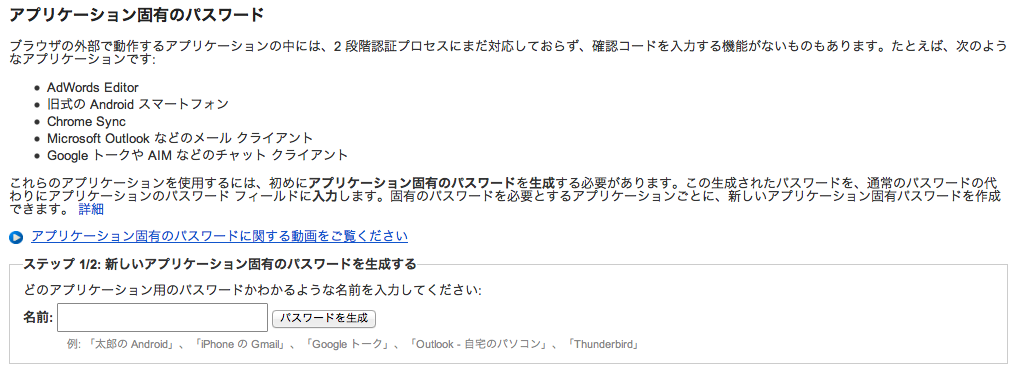 アプリケーション固有のパスワード
ブラウザの外部で動作するアプリケーションの中には、2 段階認証プロセスにまだ対応しておらず、確認コードを入力する機能がないものもあります。たとえば、次のよう
なアプリケーションです:
AdWords Editor
旧式の Android スマートフォン
Chrome Sync
Microsoft Outlook などのメール クライアント
Google トークや AIM などのチャット クライアント
これらのアプリケーションを使用するには、初めにアプリケーション固有のパスワードを生成する必要があります。この生成されたパスワードを、通常のパスワードの代
わりにアプリケーションのパスワード フィールドに入力します。固有のパスワードを必要とするアプリケーションごとに、新しいアプリケーション固有パスワードを作成
できます。 詳細
アプリケーション固有のパスワードに関する動画をご覧ください
ステップ 1/2: 新しいアプリケーション固有のパスワードを生成する
どのアプリケーション用のパスワードかわかるような名前を入力してください:
名前: パスワードを生成
例: 「太郎の Android」、「iPhone の Gmail」、「Google トーク」、「Outlook - 自宅のパソコン」、「Thunderbird」